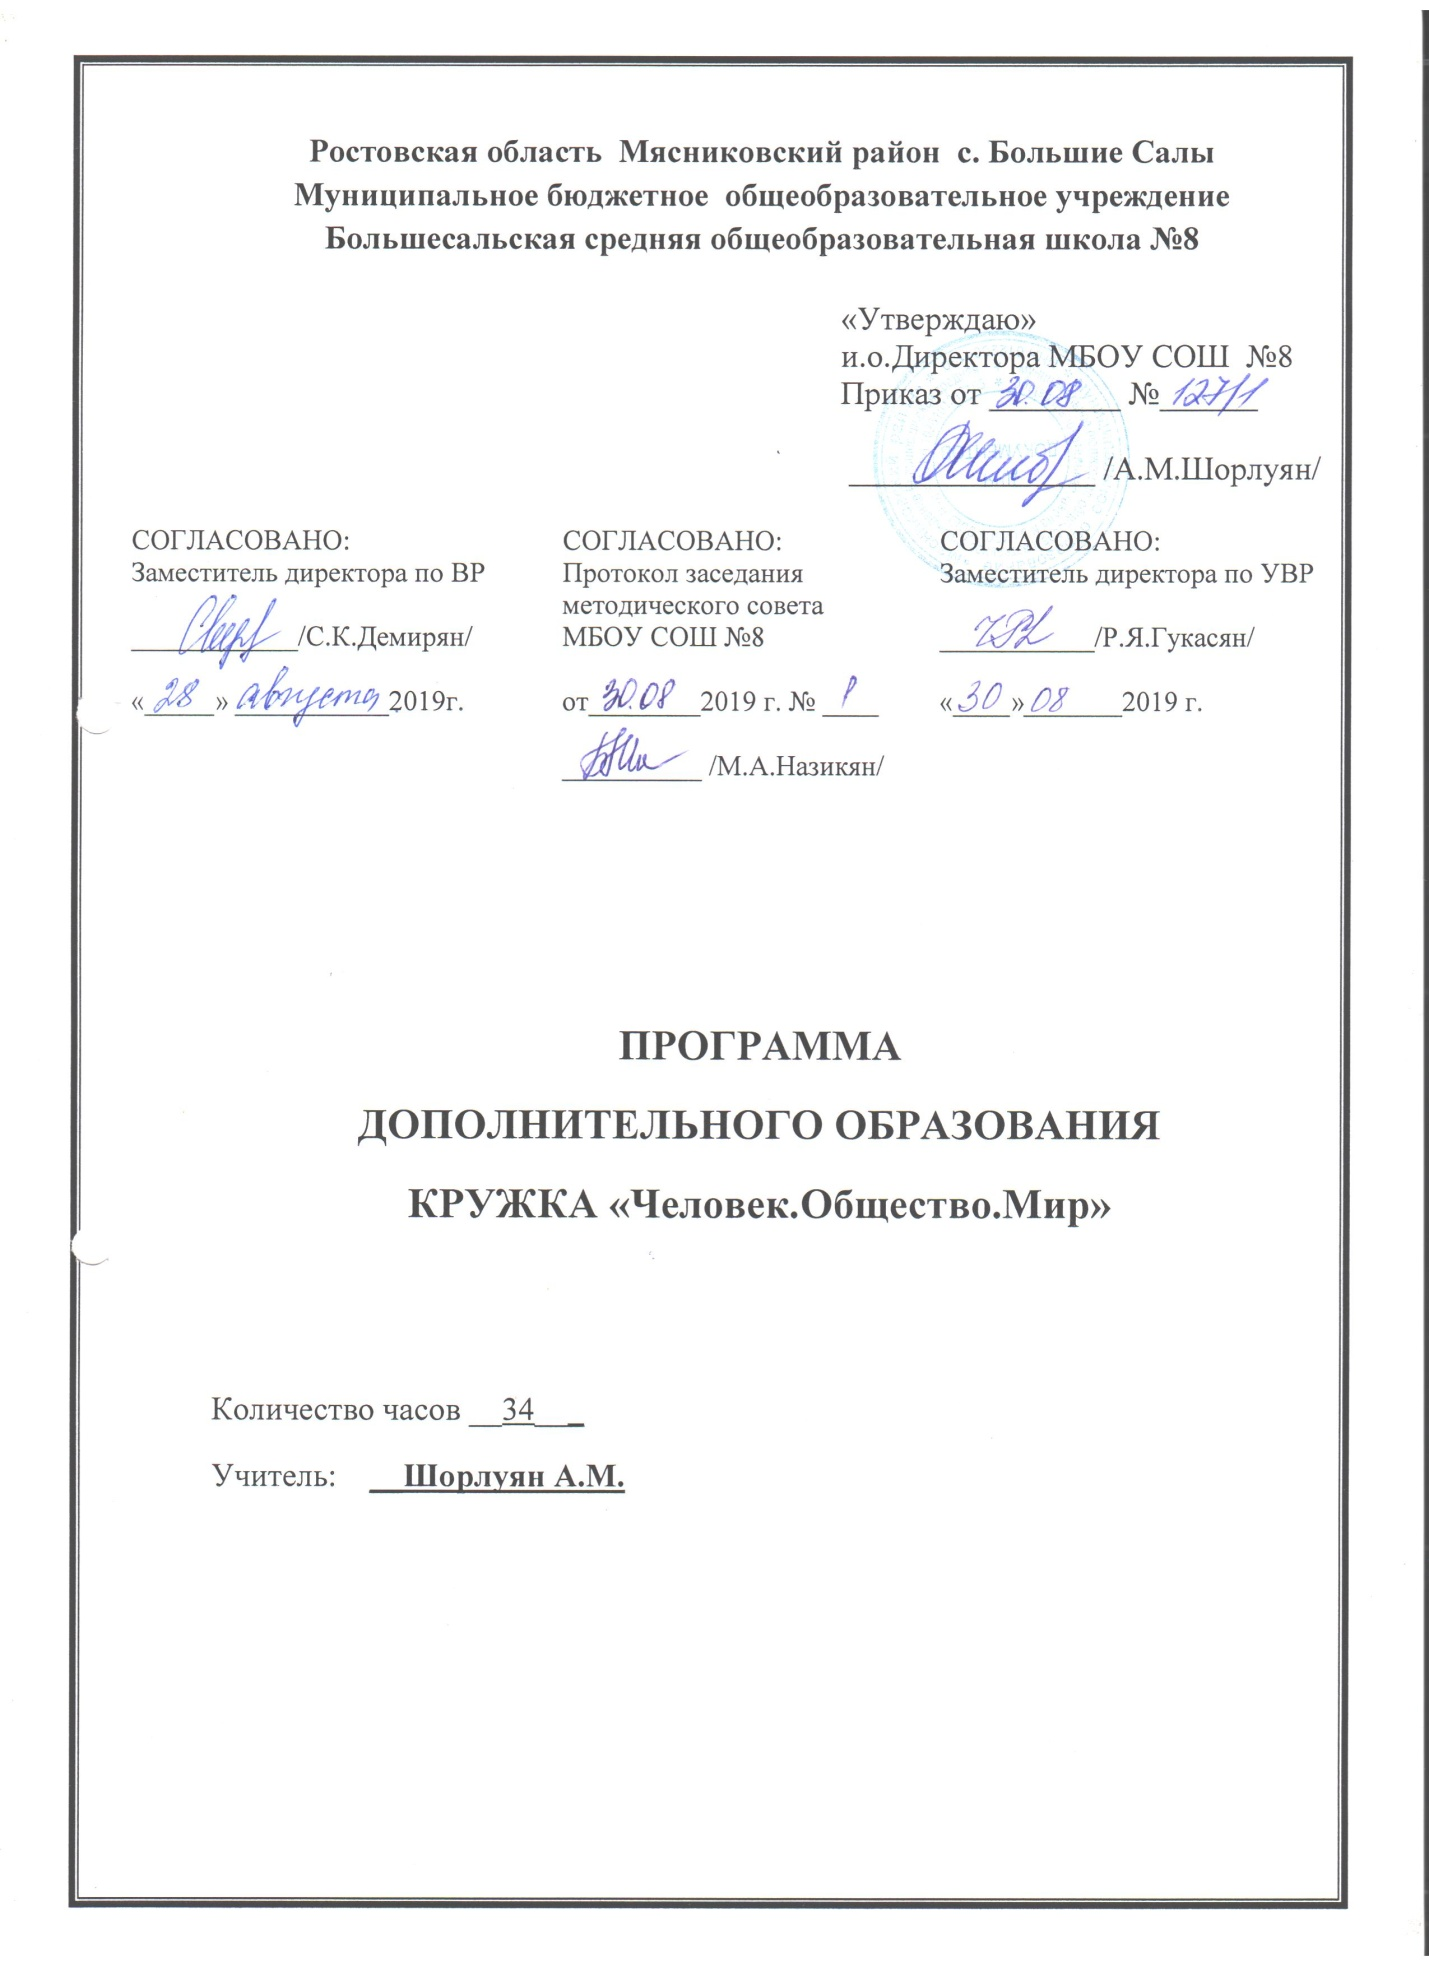 Ростовская область Мясниковский район с. Большие Салы
Муниципальное бюджетное общеобразовательное учреждение
Большесальская средняя общеобразовательная школа №8
«Утверждаю»
и.о.Директора МБОУ СОШ №8
Приказ от 30.08 № 127/1
/А.М.Шорлуян/
СОГЛАСОВАНО:
Заместитель директора по ВР
/С.К.Демирян/
«28» августа 2019г.
СОГЛАСОВАНО:
Протокол заседания
методического совета
МБОУ СОШ №8
от 30.08 2019 г. № 1
/М.А.Назикян/
СОГЛАСОВАНО:
Заместитель директора по УВР
/Р.Я.Гукасян/
«30» 08 2019 г.
ПРОГРАММА
ДОПОЛНИТЕЛЬНОГО ОБРАЗОВАНИЯ
КРУЖКА «Человек.Общество.Мир»
Количество часов 34
Учитель: Шорлуян А.М.